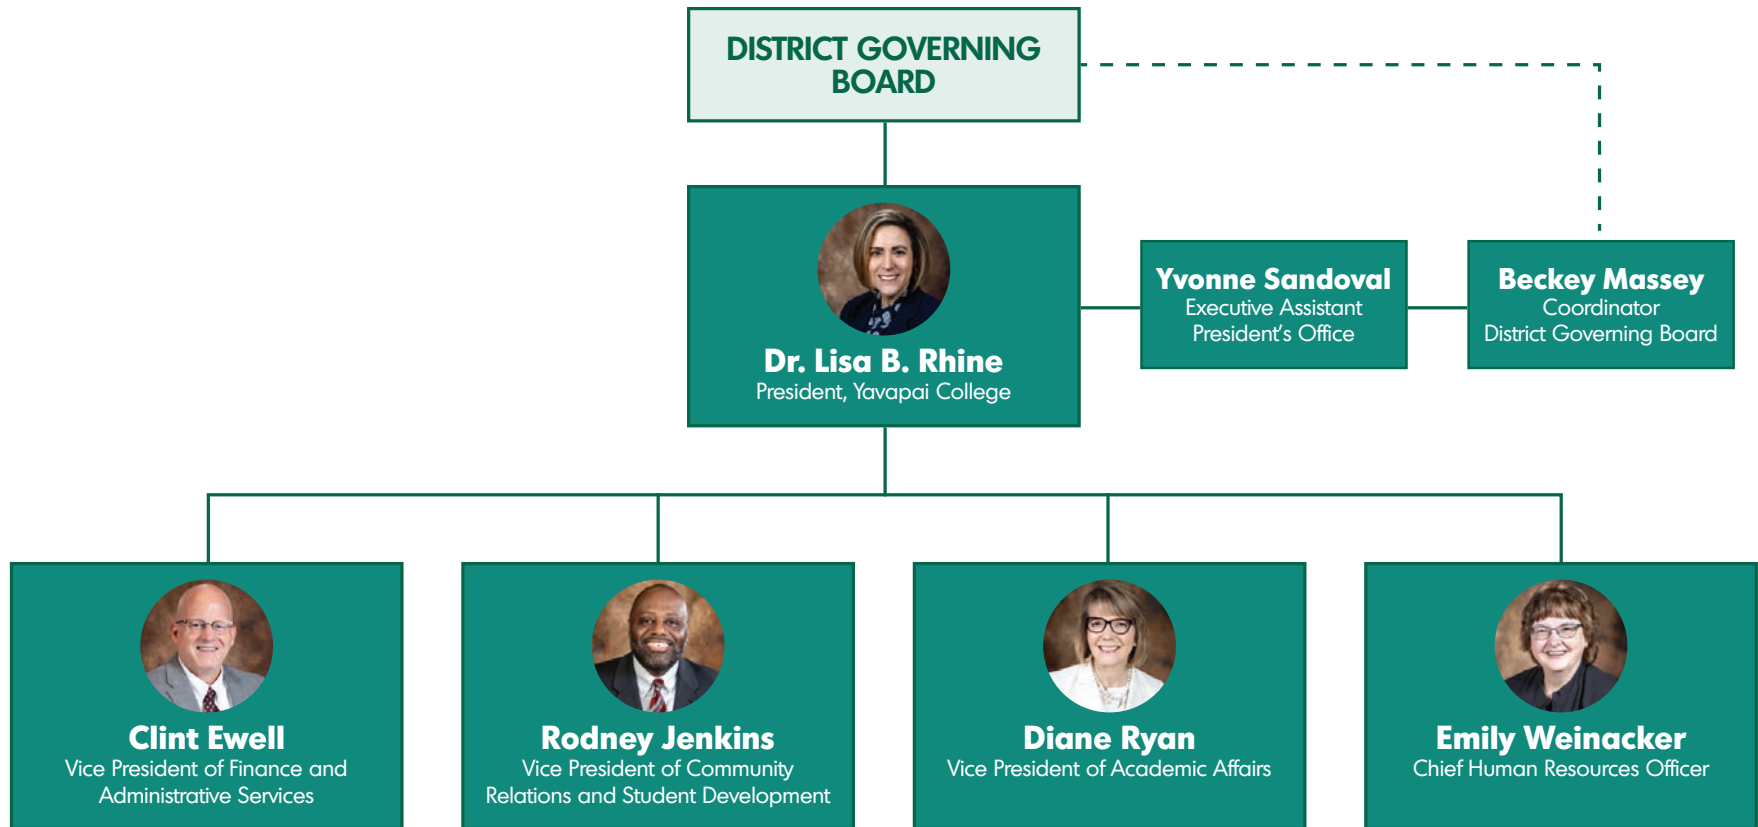 DISTRICT GOVERNING
BOARD
Dr. Lisa B. Rhine
President, Yavapai College
Yvonne Sandoval
Executive Assistant
President’s Office
Beckey Massey
Coordinator
District Governing Board
Clint Ewell
Vice President of Finance and
Administrative Services
Rodney Jenkins
Vice President of Community
Relations and Student Development
Diane Ryan
Vice President of Academic Affairs
Emily Weinacker
Chief Human Resources Officer